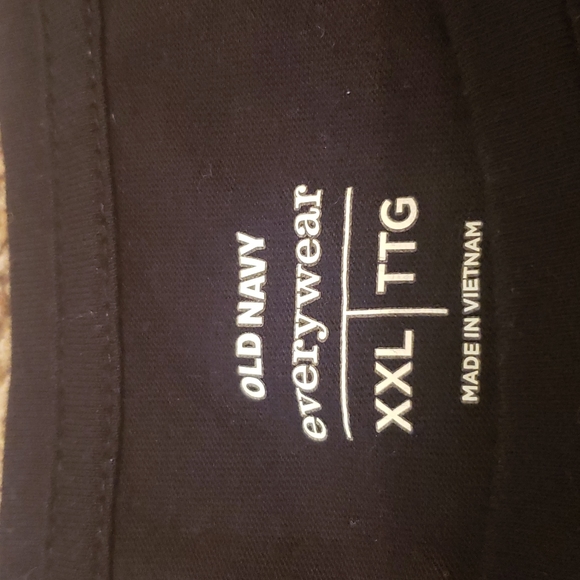 OLD NAVY
everywear
XXL | TTG
MADE IN VIETNAM